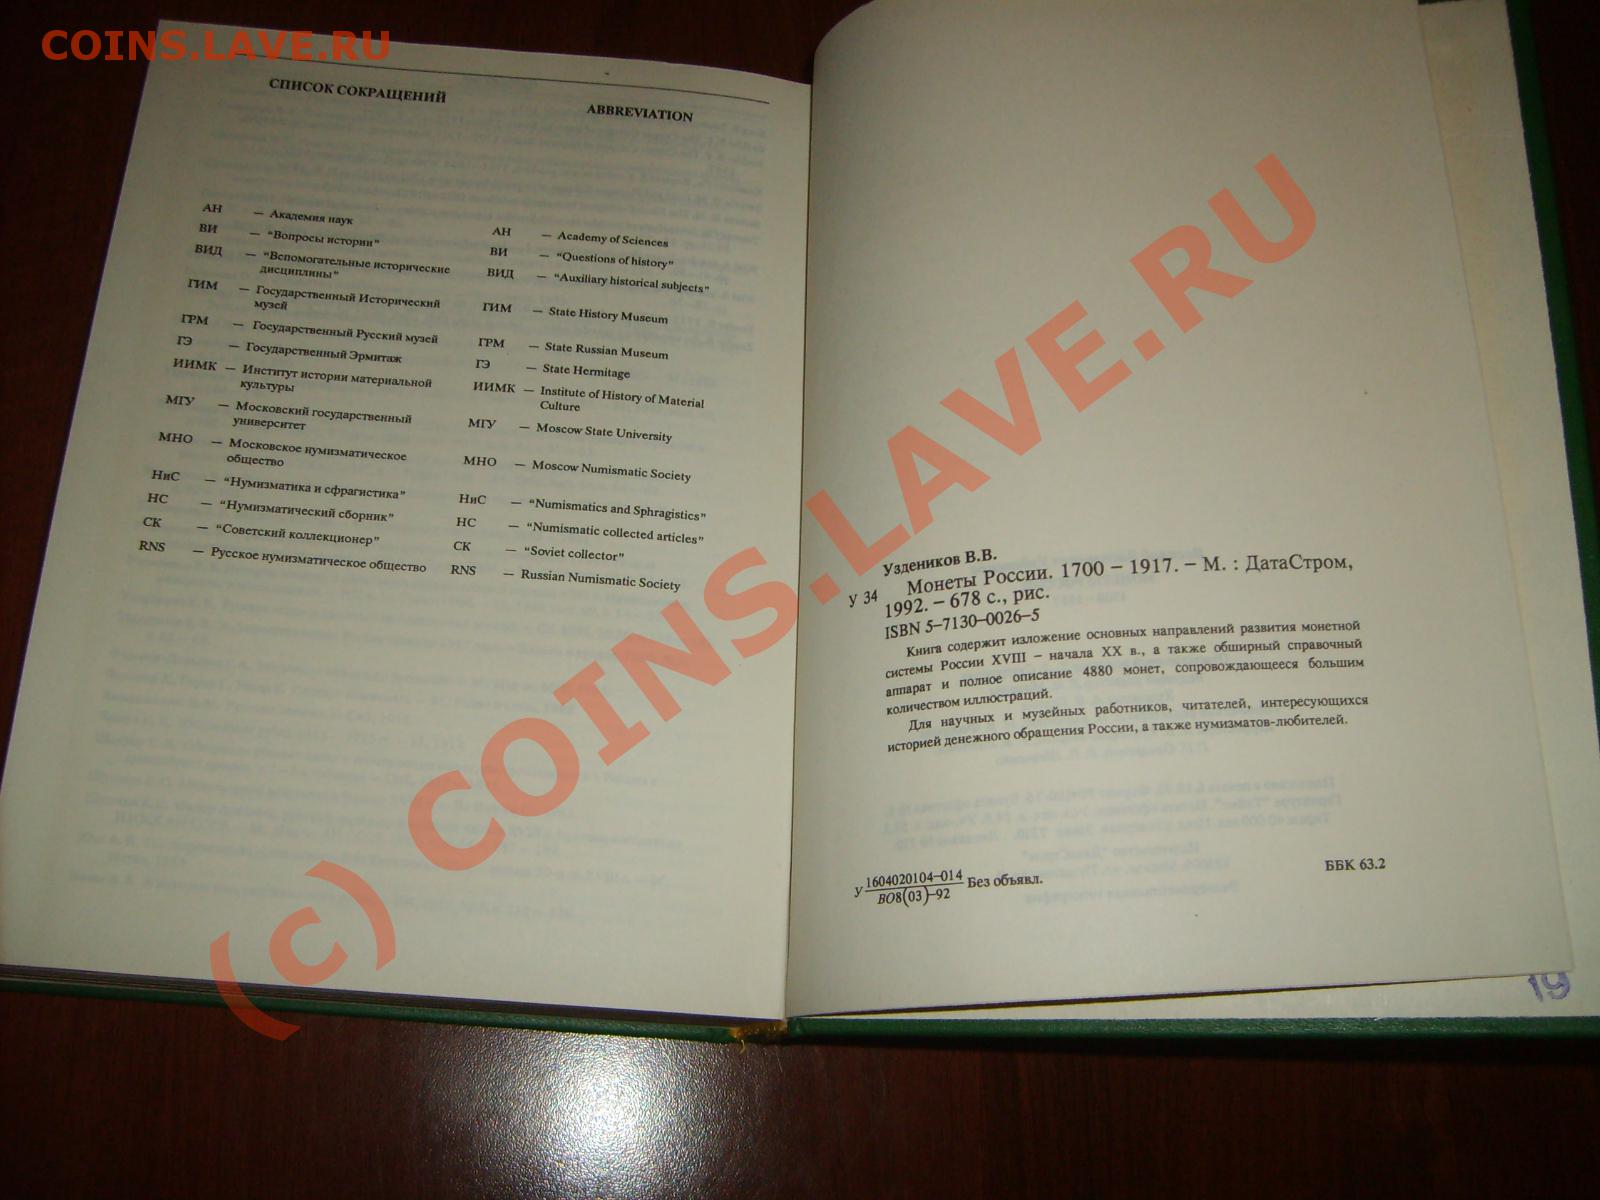 COINS.LAVE.RU
СПИСОК СОКРАЩЕНИЙ
АН — Академия наук
ВИ — “Вопросы истории”
ВИД — “Вспомогательные исторические
дисциплины”
ГИМ — Государственный Исторический
музей
ГРМ — Государственный Русский музей
ГЭ — Государственный Эрмитаж
ИИМК — Институт истории материальной
культуры
МГУ — Московский государственный
университет
МНО — Московское нумизматическое
общество
НиС — “Нумизматика и сфрагистика”
НС — “Нумизматический сборник”
СК — “Советский коллекционер”
RNS — Русское нумизматическое общество
ABBREVIATION
АН — Academy of Sciences
ВИ — “Questions of history”
ВИД — “Auxiliary historical subjects”
ГИМ — State History Museum
ГРМ — State Russian Museum
ГЭ — State Hermitage
ИИМК — Institute of History of Material
Culture
МГУ — Moscow State University
МНО — Moscow Numismatic Society
НиС — “Numismatics and Sphragistics”
НС — “Numismatic collected articles”
СК — “Soviet collector”
RNS — Russian Numismatic Society
Уздеников В.В.
У 34 Монеты России. 1700 – 1917. – М. : ДатаСтром,
1992. – 678 с., рис.
ISBN 5–7130–0026–5
Книга содержит изложение основных направлений развития монетной
системы России XVIII – начала XX в., а также обширный справочный
аппарат и полное описание 4880 монет, сопровождающееся большим
количеством иллюстраций.
Для научных и музейных работников, читателей, интересующихся
историей денежного обращения России, а также нумизматов-любителей.
У 1604020104–014 Без объявл.
ВО8(03)–92
ББК 63.2
19
(c) COINS.LAVE.RU